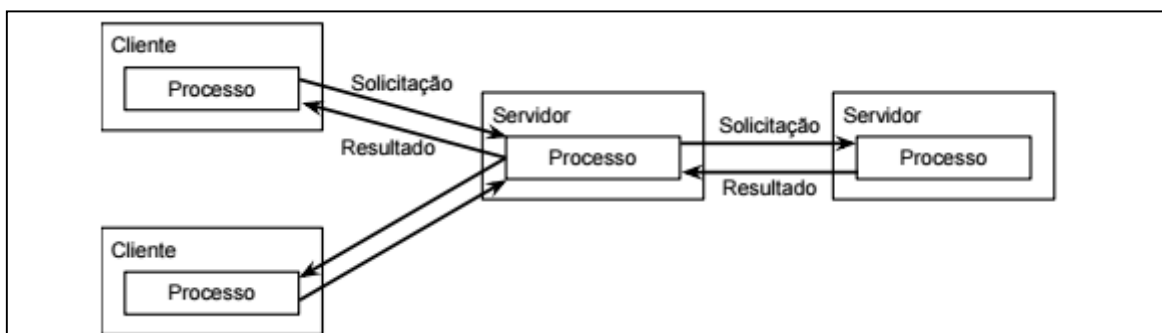 Cliente
Processo
Solicitação
Resultado
Servidor
Processo
Solicitação
Resultado
Servidor
Processo
Cliente
Processo